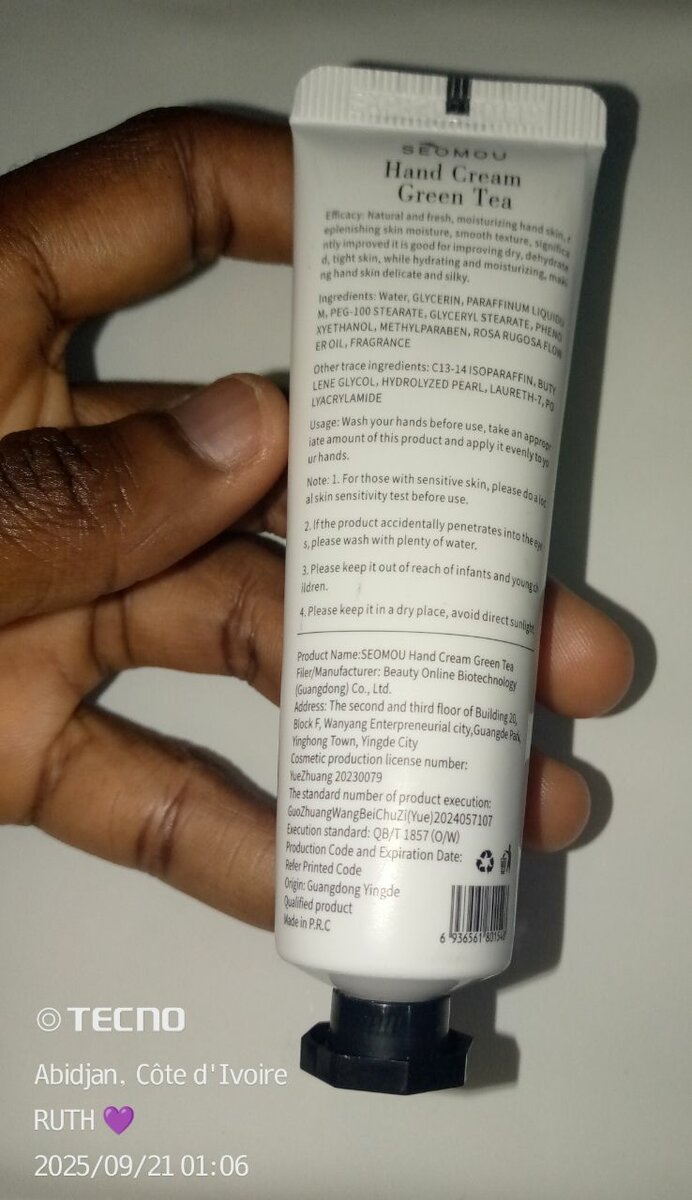 SEOMOU
Hand Cream
Green Tea
Efficacy: Natural and fresh, moisturizing hand skin, r
eplenishing skin moisture, smooth texture, significa
ntly improved it is good for improving dry, dehydrate
d, tight skin, while hydrating and moisturizing, maki
ng hand skin delicate and silky.
Ingredients: Water, GLYCERIN, PARAFFINUM LIQUIDU
M, PEG-100 STEARATE, GLYCERYL STEARATE, PHENO
XYETHANOL, METHYLPARABEN, ROSA RUGOSA FLOW
ER OIL, FRAGRANCE
Other trace ingredients: C13-14 ISOPARAFFIN, BUTY
LENE GLYCOL, HYDROLYZED PEARL, LAURETH-7, PO
LYACRYLAMIDE
Usage: Wash your hands before use, take an appropr
iate amount of this product and apply it evenly to yo
ur hands.
Note: 1. For those with sensitive skin, please do a loc
al skin sensitivity test before use.
2. If the product accidentally penetrates into the eye
s, please wash with plenty of water.
3. Please keep it out of reach of infants and young ch
ildren.
4. Please keep it in a dry place, avoid direct sunlight
Product Name:SEOMOU Hand Cream Green Tea
Filer/Manufacturer: Beauty Online Biotechnology
(Guangdong) Co., Ltd.
Address: The second and third floor of Building 20,
Block F, Wanyang Enterpreneurial city,Guangde Park,
Yinghong Town, Yingde City
Cosmetic production license number:
YueZhuang 20230079
The standard number of product execution:
GuoZhuangWangBeiChuZi(Yue)2024057107
Execution standard: QB/T 1857 (O/W)
Production Code and Expiration Date:
Refer Printed Code
Origin: Guangdong Yingde
Qualified product
Made in P.R.C
6 936561 801540
TECNO
Abidjan, Côte d'Ivoire
RUTH 💜
2025/09/21 01:06